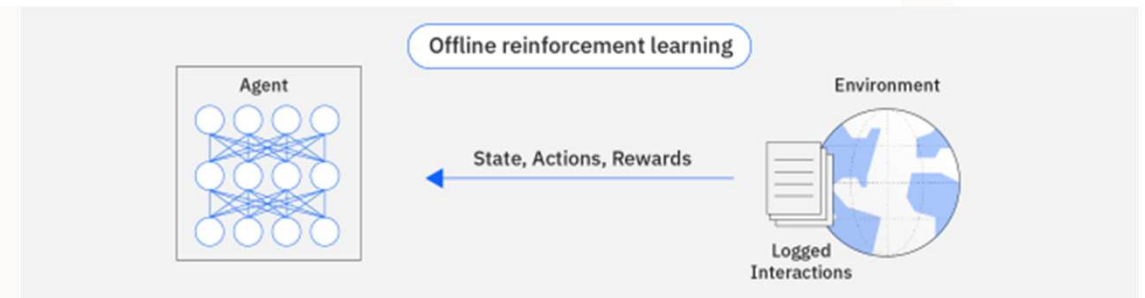 Offline reinforcement learning
Agent
Environment
State, Actions, Rewards
Logged
Interactions